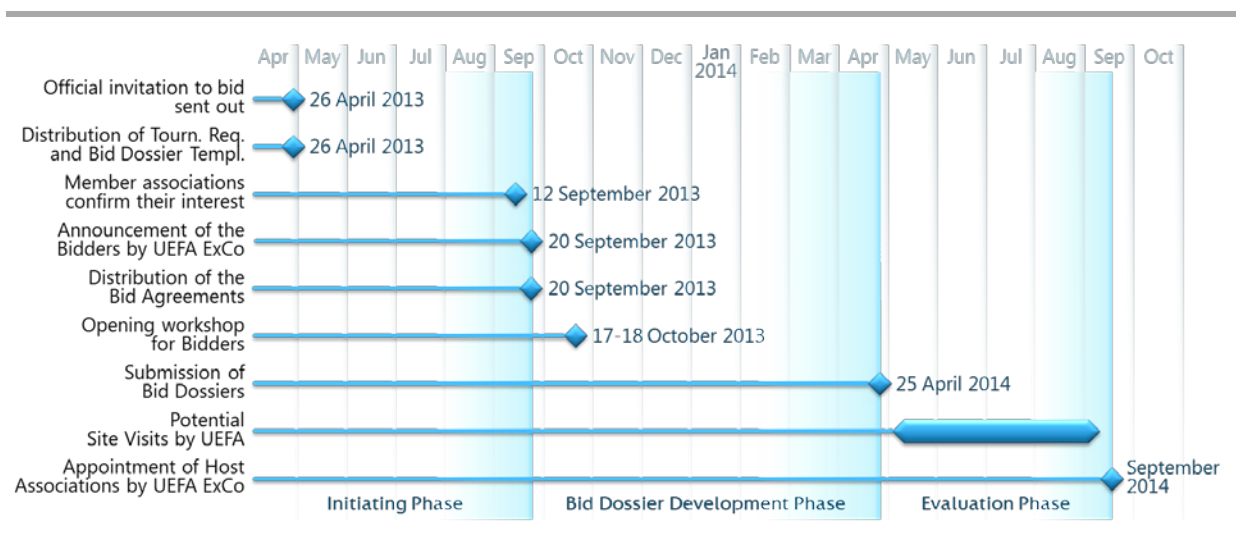 Apr May Jun Jul Aug Sep Oct Nov Dec Jan Feb Mar Apr May Jun Jul Aug Sep Oct
2014
Official invitation to bid
sent out
26 April 2013
Distribution of Tourn. Req.
and Bid Dossier Templ.
26 April 2013
Member associations
confirm their interest
12 September 2013
Announcement of the
Bidders by UEFA ExCo
20 September 2013
Distribution of the
Bid Agreements
20 September 2013
Opening workshop
for Bidders
17-18 October 2013
Submission of
Bid Dossiers
25 April 2014
Potential
Site Visits by UEFA
Appointment of Host
Associations by UEFA ExCo
September
2014
Initiating Phase Bid Dossier Development Phase Evaluation Phase